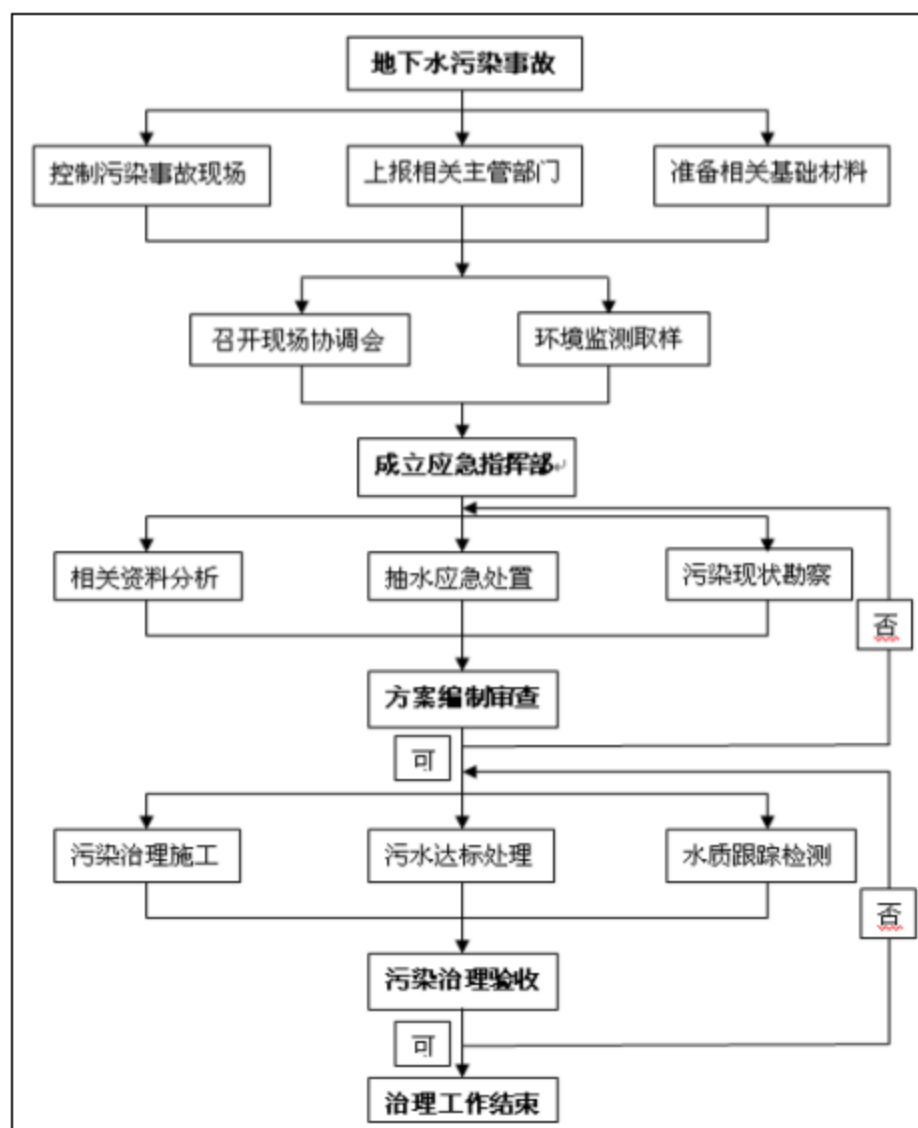 地下水污染事故
控制污染事故现场
上报相关主管部门
准备相关基础材料
召开现场协调会
环境监测取样
成立应急指挥部
相关资料分析
抽水应急处置
污染现状勘察
否
方案编制审查
可
污染治理施工
污水达标处理
水质跟踪检测
否
污染治理验收
可
治理工作结束